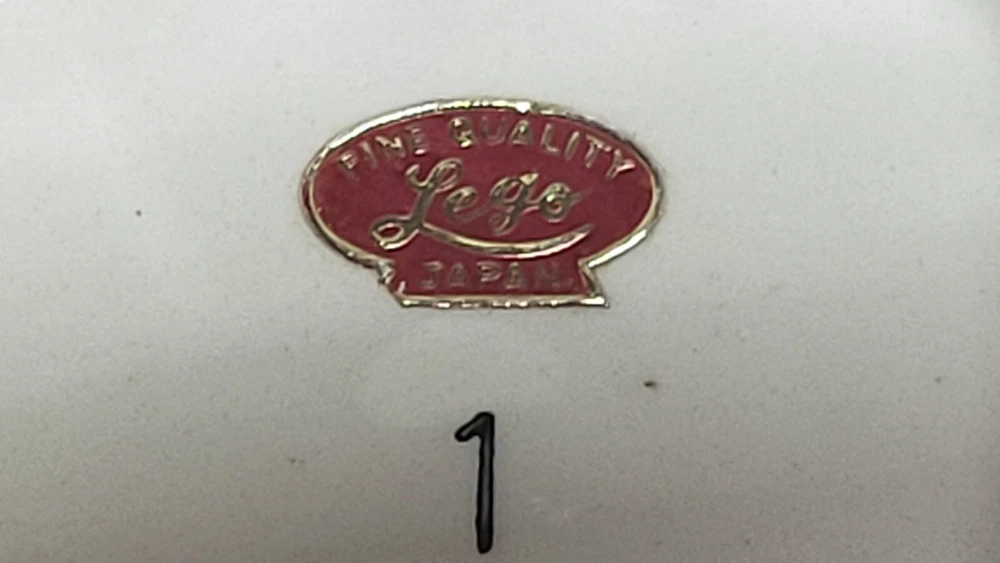 FINE QUALITY
Lego
JAPAN
1